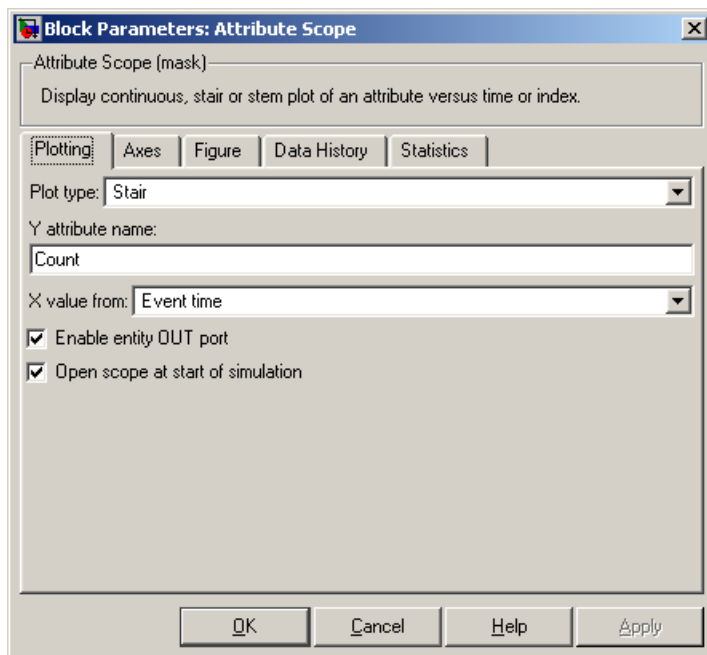 Block Parameters: Attribute Scope
Attribute Scope (mask)
Display continuous, stair or stem plot of an attribute versus time or index.
Plotting Axes Figure Data History Statistics
Plot type: Stair
Y attribute name:
Count
X value from: Event time
Enable entity OUT port
Open scope at start of simulation
OK Cancel Help Apply